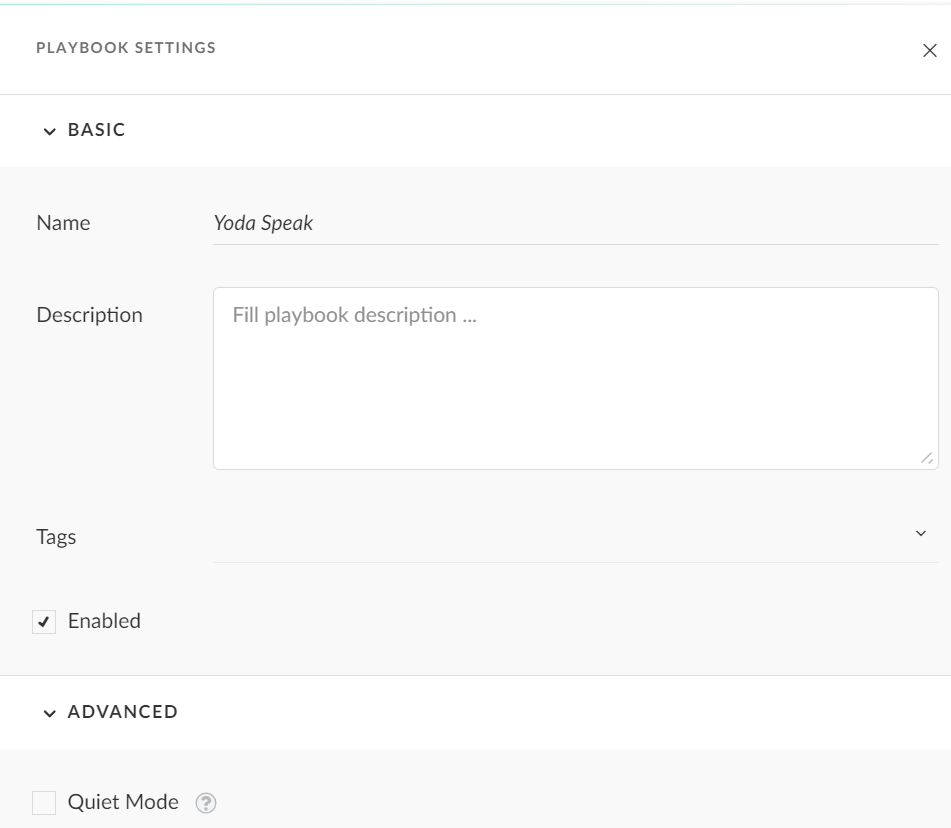 PLAYBOOK SETTINGS
BASIC
Name Yoda Speak
Description Fill playbook description ...
Tags
Enabled
ADVANCED
Quiet Mode ?